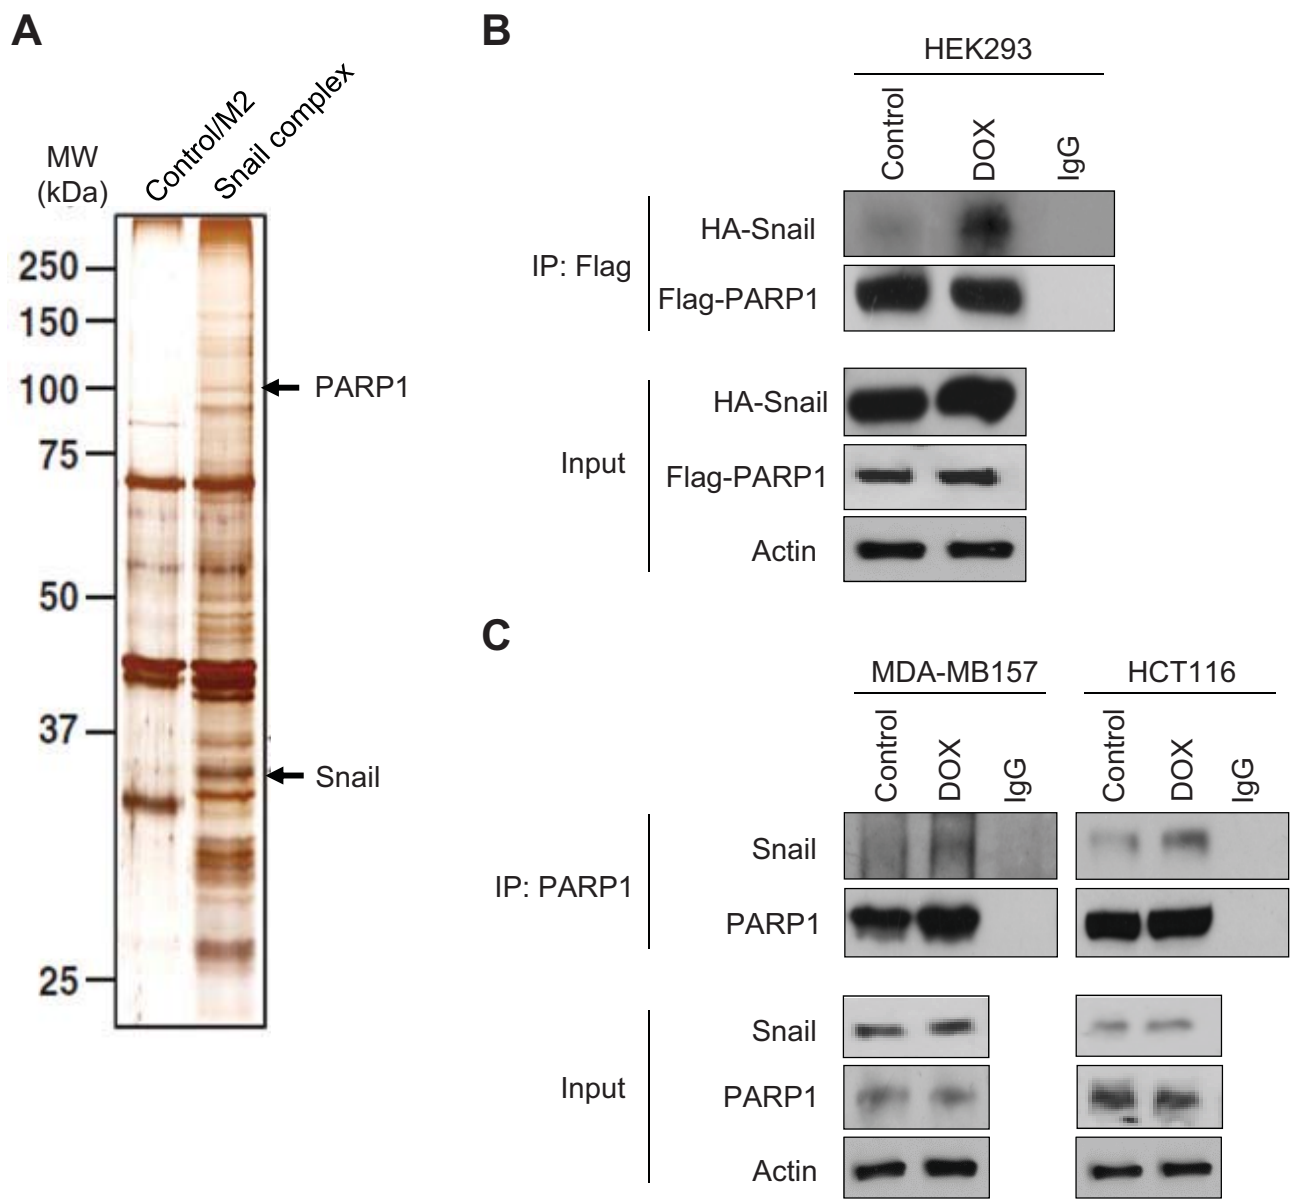 A
MW
(kDa)
Control/M2
Snail complex
250
150
100
75
50
37
25
PARP1
Snail
B
HEK293
Control
DOX
IgG
IP: Flag
HA-Snail
Flag-PARP1
Input
HA-Snail
Flag-PARP1
Actin
C
MDA-MB157
HCT116
Control
DOX
IgG
Control
DOX
IgG
IP: PARP1
Snail
PARP1
Input
Snail
PARP1
Actin